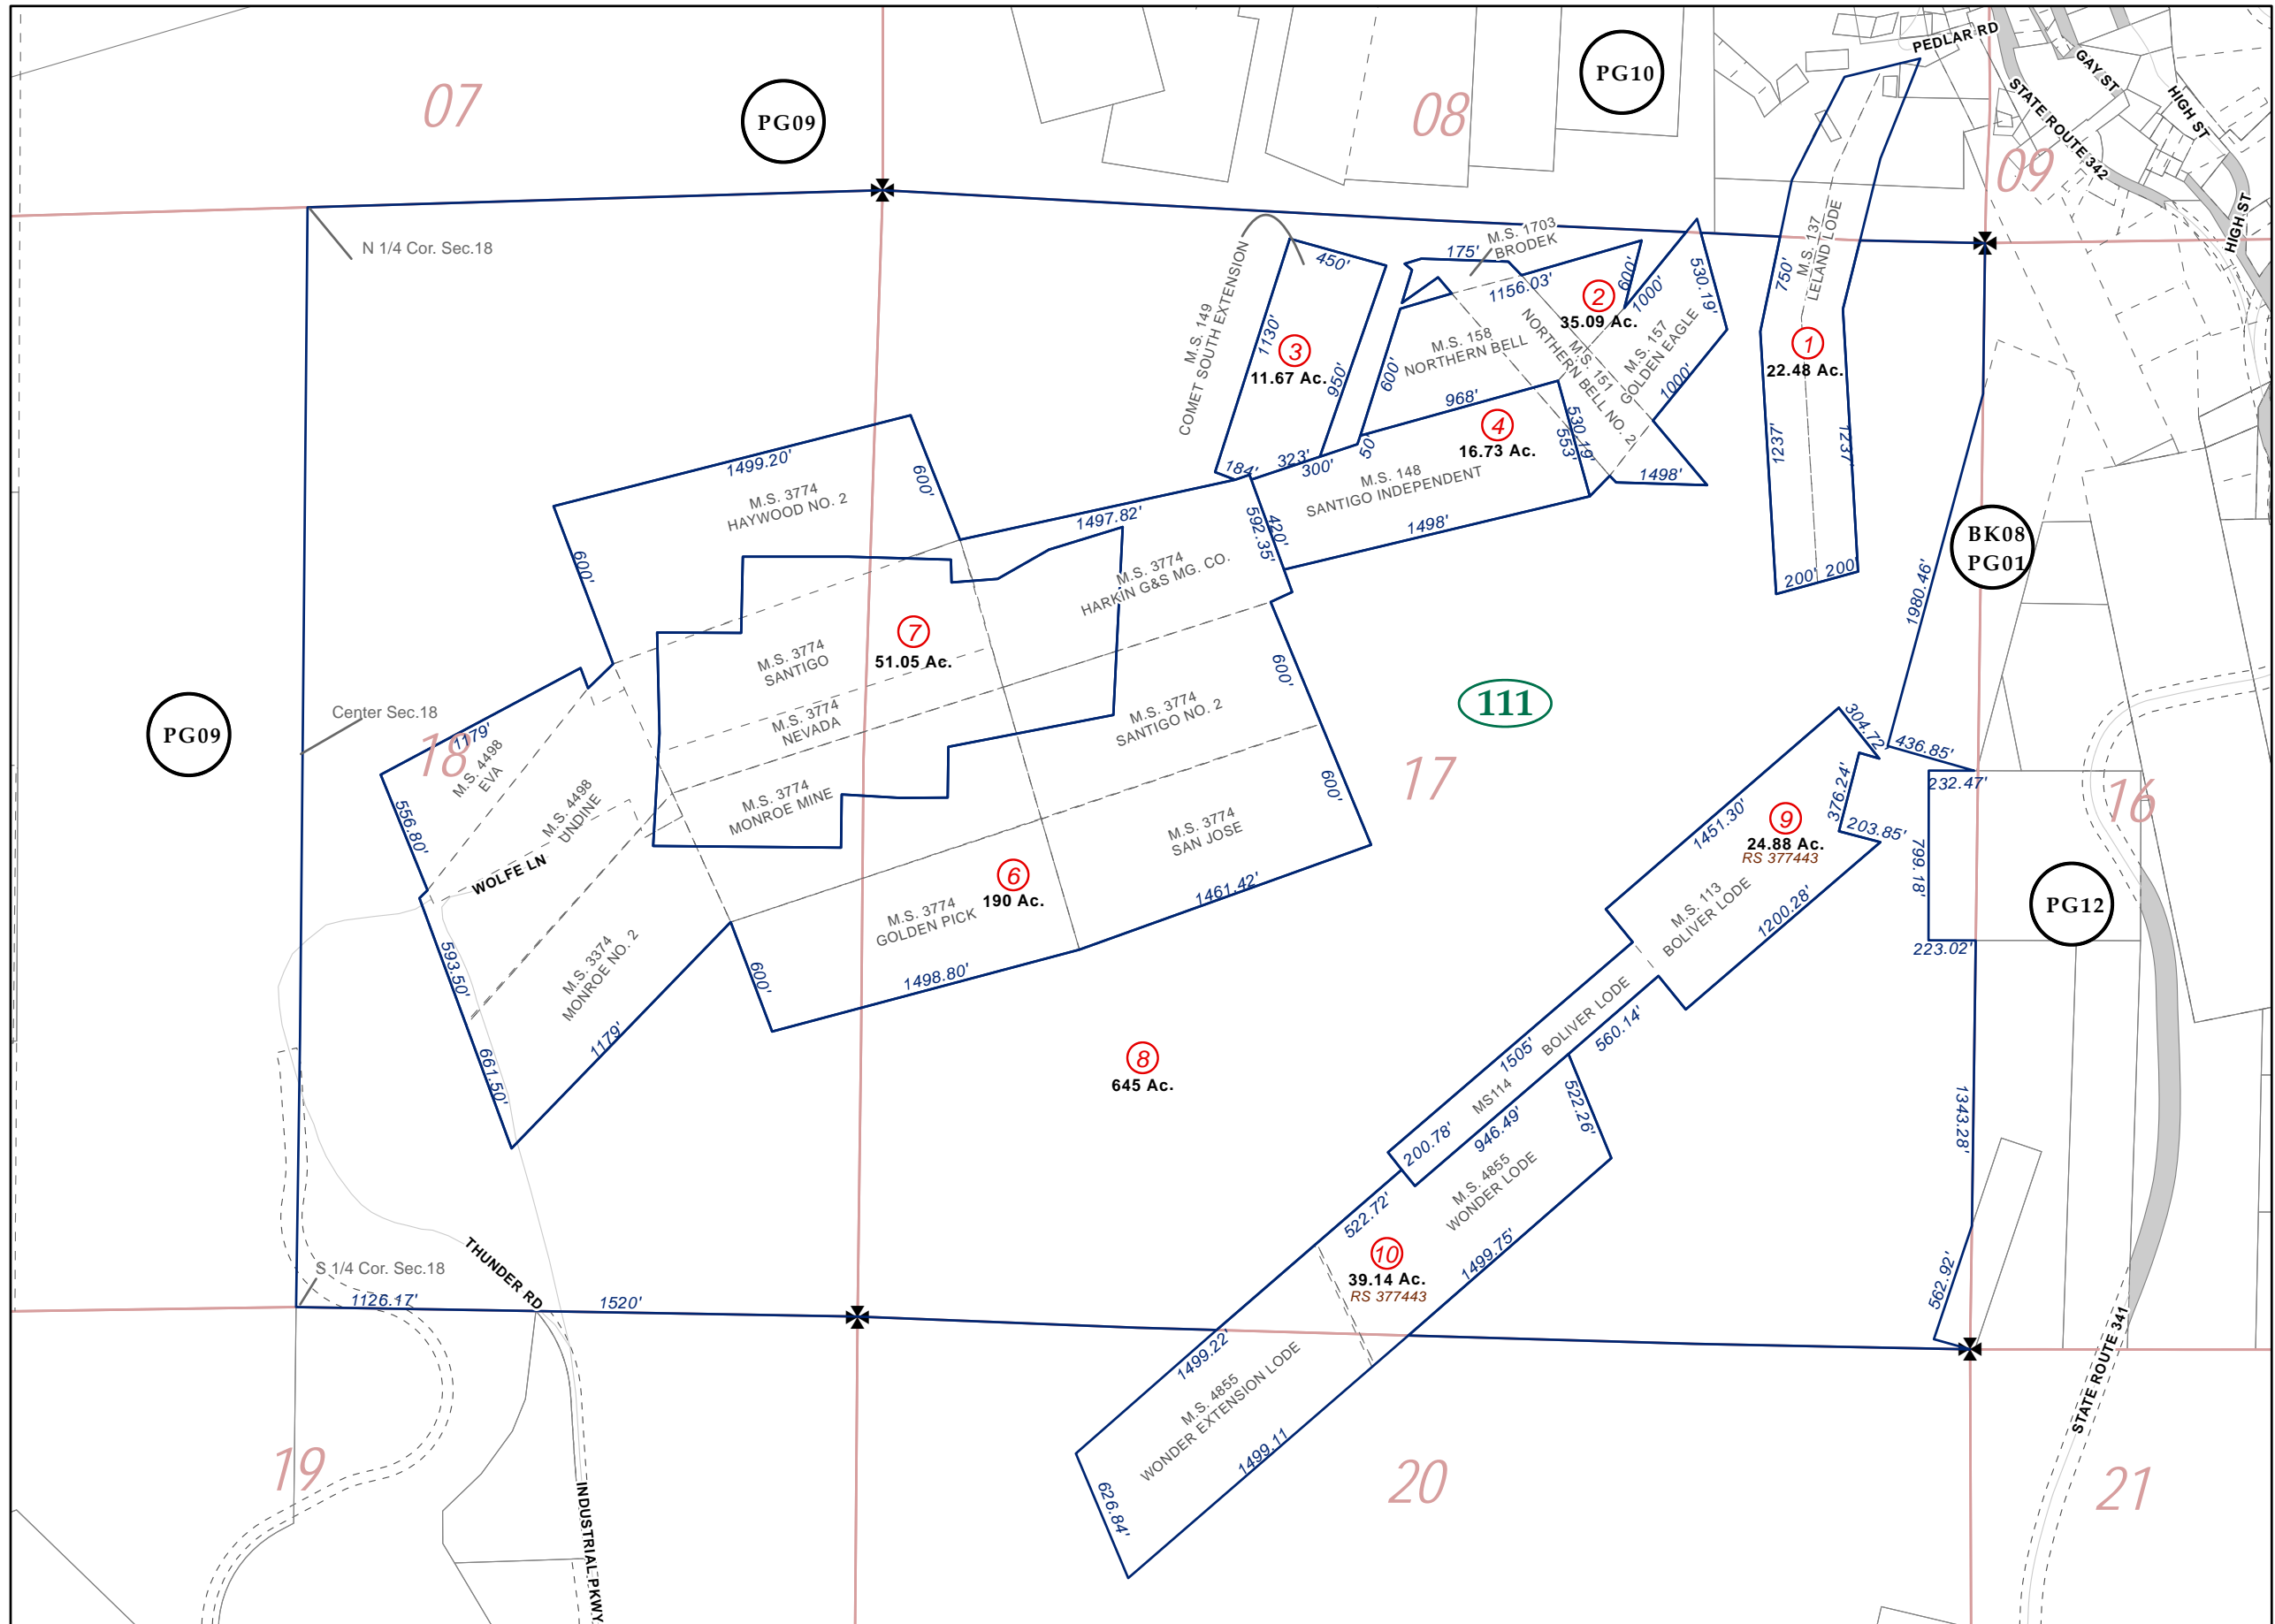 07
PG09
08
PG10
PEDLAR RD
GAY ST
HIGH ST
STATE ROUTE 342
09
HIGH ST
N 1/4 Cor. Sec.18
M.S. 149
COMET SOUTH EXTENSION
450'
1130'
3
11.67 Ac.
950'
184'
323'
300'
50'
175'
M.S. 1703
BRODEK
1156.03'
600'
2
35.09 Ac.
1000'
530.19'
M.S. 158
NORTHERN BELL
600'
M.S. 151
NORTHERN BELL NO. 2
M.S. 157
GOLDEN EAGLE
1000'
968'
4
16.73 Ac.
530.19'
553'
M.S. 148
SANTIGO INDEPENDENT
1498'
1498'
420'
592.35'
750'
M.S. 137
LELAND LODE
1
22.48 Ac.
1237'
1237'
200'
200'
BK08
PG01
1980.46'
1499.20'
600'
M.S. 3774
HAYWOOD NO. 2
600'
1497.82'
M.S. 3774
HARKIN G&S MG. CO.
7
51.05 Ac.
M.S. 3774
SANTIGO
M.S. 3774
NEVADA
M.S. 3774
SANTIGO NO. 2
600'
600'
111
PG09
Center Sec.18
18
1179'
M.S. 4498
EVA
M.S. 4498
UNDINE
556.80'
WOLFE LN
M.S. 3774
MONROE MINE
M.S. 3774
SAN JOSE
17
304.72'
436.85'
232.47'
16
376.24'
1451.30'
9
24.88 Ac.
RS 377443
203.85'
799.18'
6
190 Ac.
1461.42'
M.S. 3774
GOLDEN PICK
M.S. 113
BOLIVER LODE
1200.28'
PG12
223.02'
593.50'
M.S. 3374
MONROE NO. 2
600'
1498.80'
661.50'
1179'
8
645 Ac.
BOLIVER LODE
560.14'
1505'
MS114
522.26'
200.78'
946.49'
M.S. 4855
WONDER LODE
1343.28'
522.72'
10
39.14 Ac.
RS 377443
1499.75'
562.92'
S 1/4 Cor. Sec.18
THUNDER RD
1126.17'
1520'
1499.22'
M.S. 4855
WONDER EXTENSION LODE
1499.11
626.84'
STATE ROUTE 341
19
20
21
INDUSTRIAL PKWY